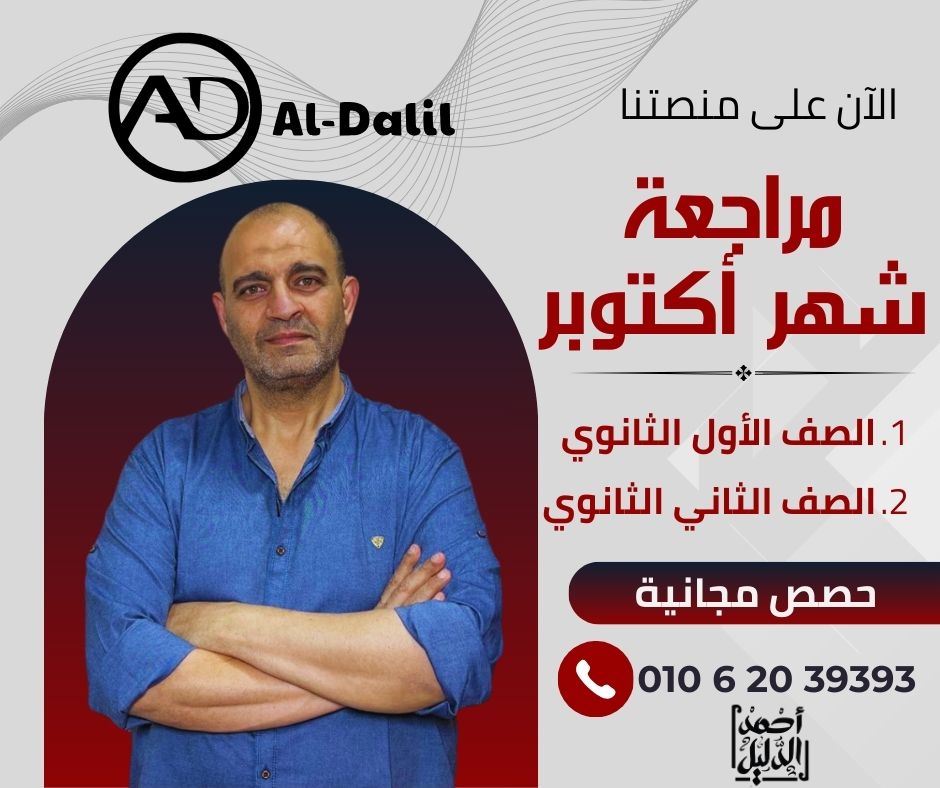 AD Al-Dalil
الآن على منصتنا
مراجعة
شهر أكتوبر
1. الصف الأول الثانوي
2. الصف الثاني الثانوي
حصص مجانية
010 6 20 39393
أحمد
الدليل